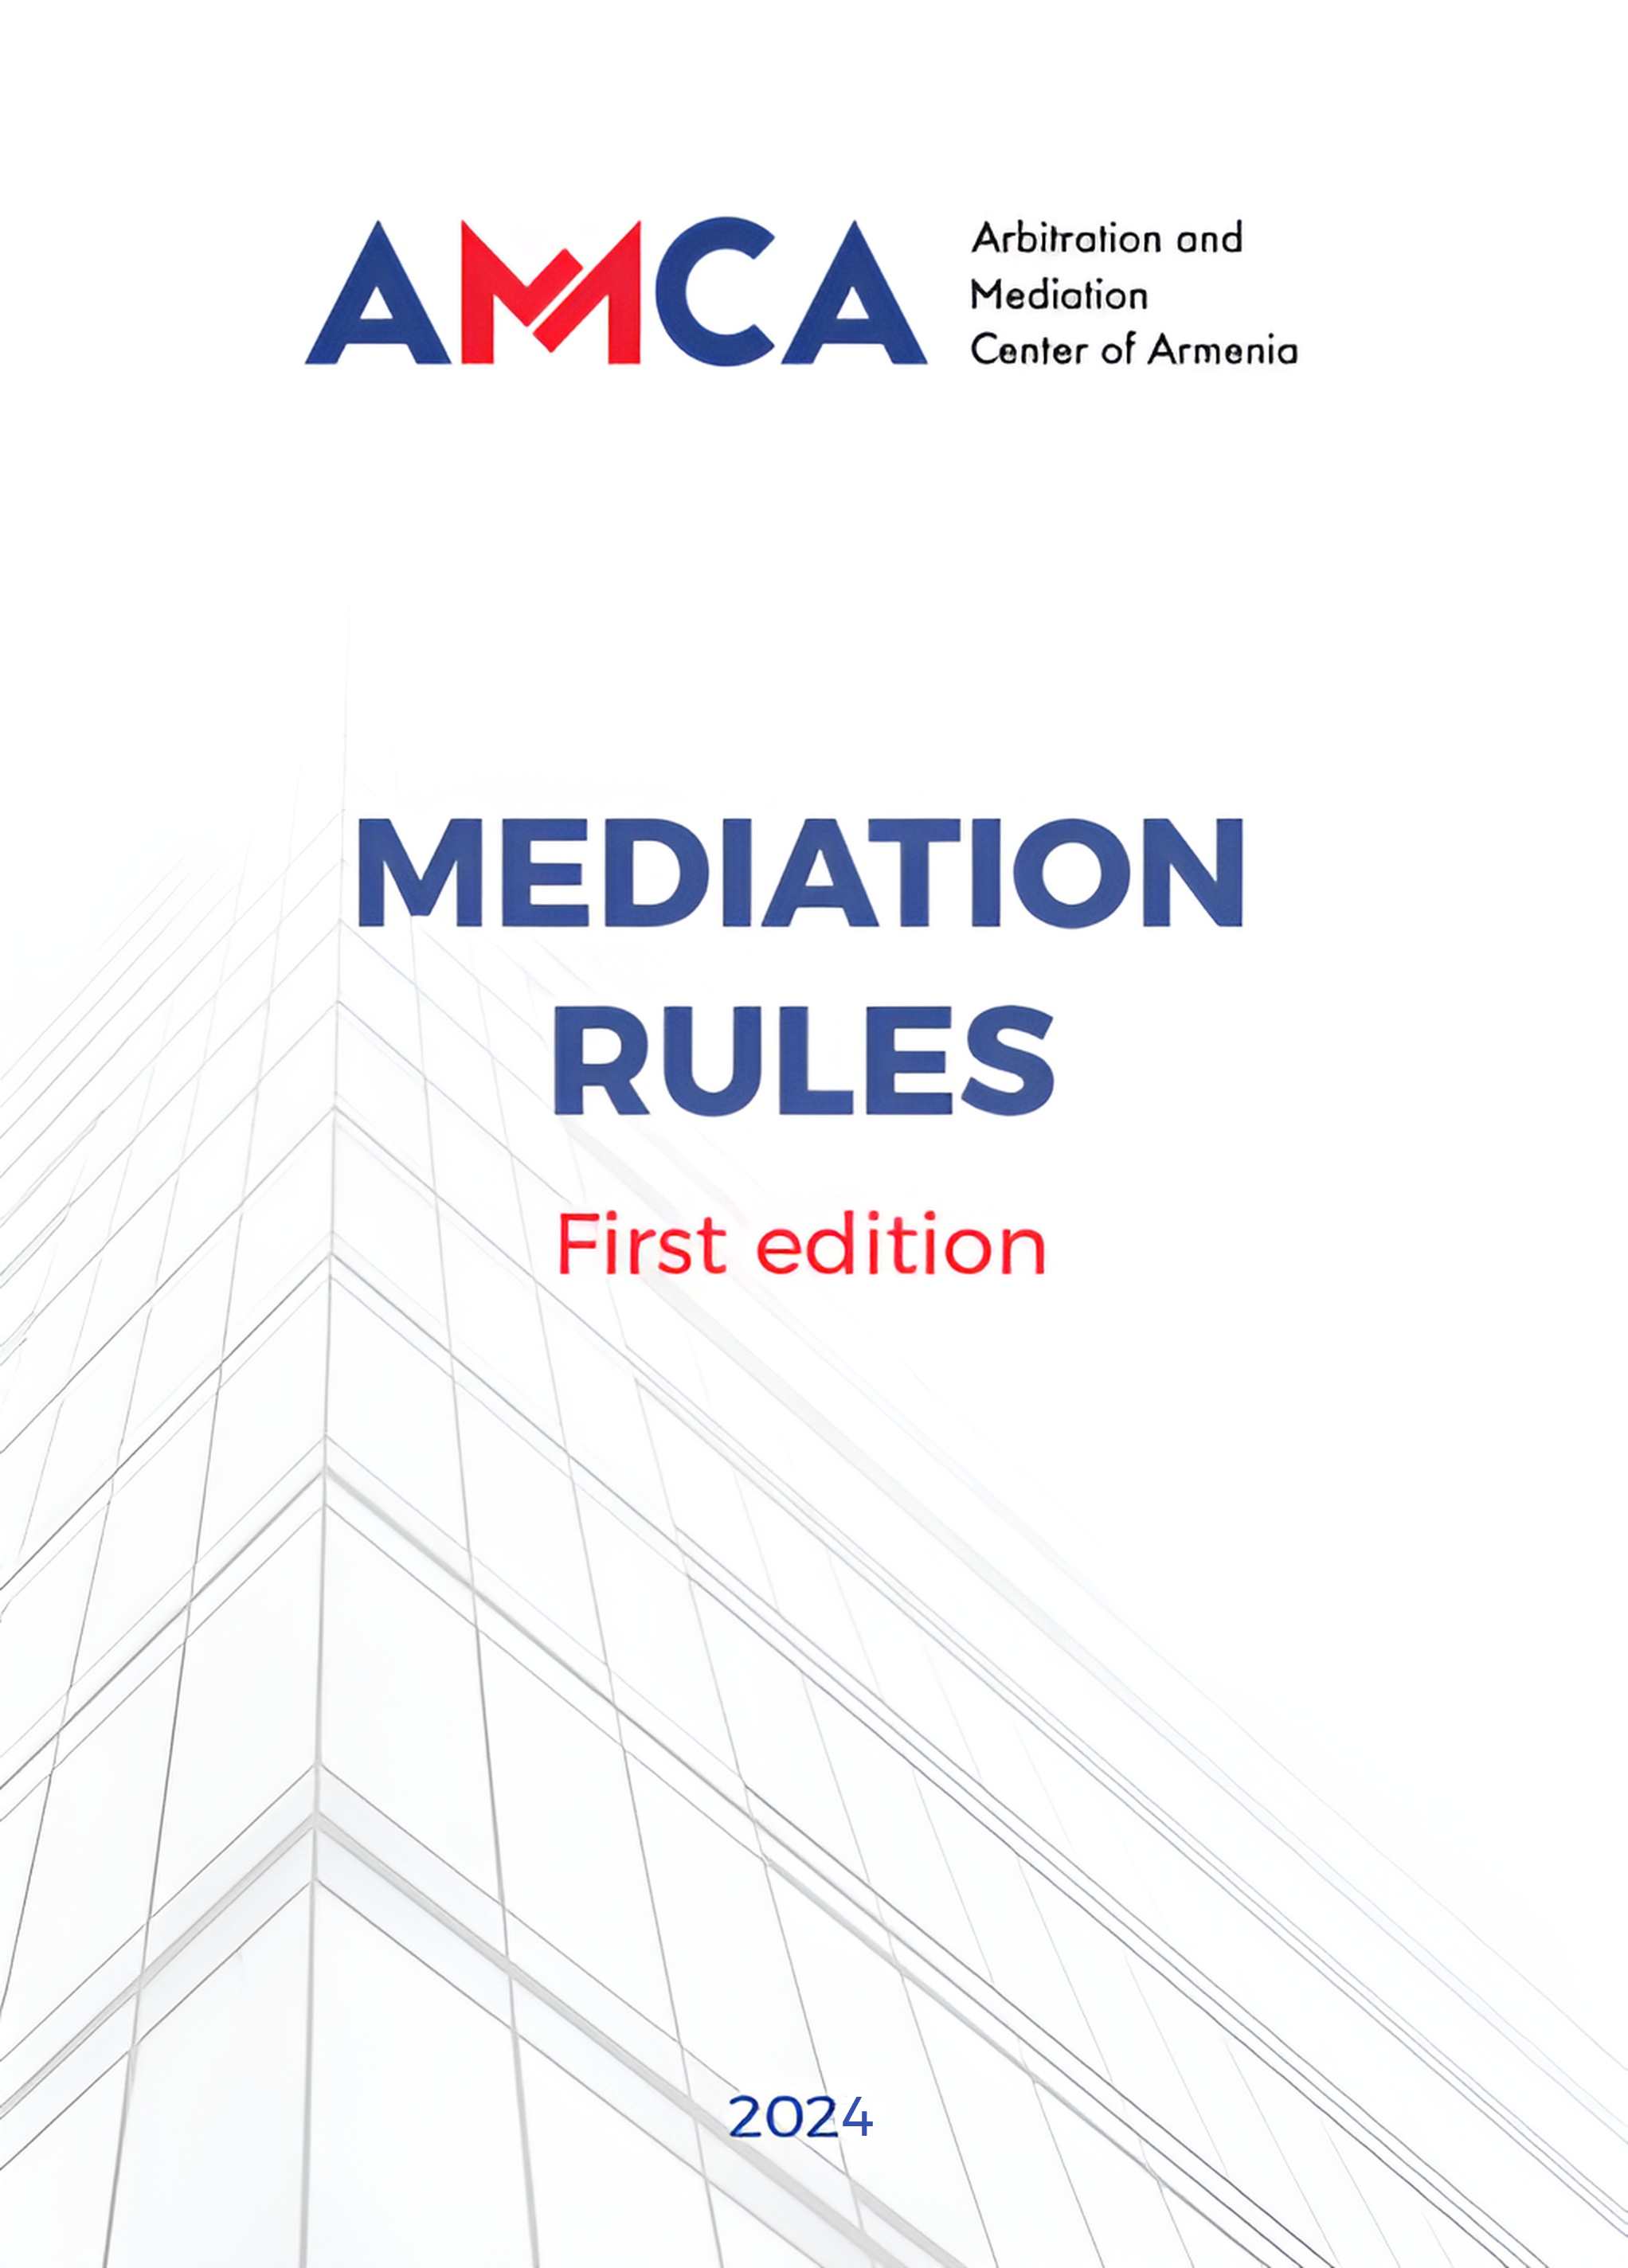 AMCA
Arbitration and
Mediation
Center of Armenia
MEDIATION
RULES
First edition
2024